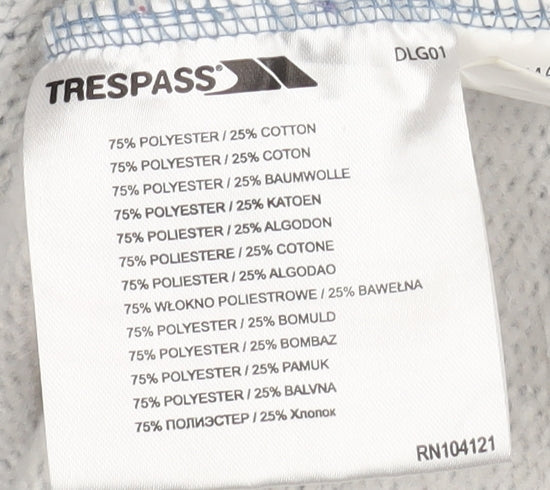 TRESPASS®
DLG01
75% POLYESTER / 25% COTTON
75% POLYESTER / 25% COTON
75% POLYESTER / 25% BAUMWOLLE
75% POLYESTER / 25% KATOEN
75% POLIESTER / 25% ALGODON
75% POLIESTERE / 25% COTONE
75% POLIESTER / 25% ALGODAO
75% WŁOKNO POLIESTROWE / 25% BAWEŁNA
75% POLYESTER / 25% BOMULD
75% POLYESTER / 25% BOMBAZ
75% POLYESTER / 25% PAMUK
75% POLYESTER / 25% BALVNA
75% ПОЛИЭСТЕР / 25% Хлопок
RN104121